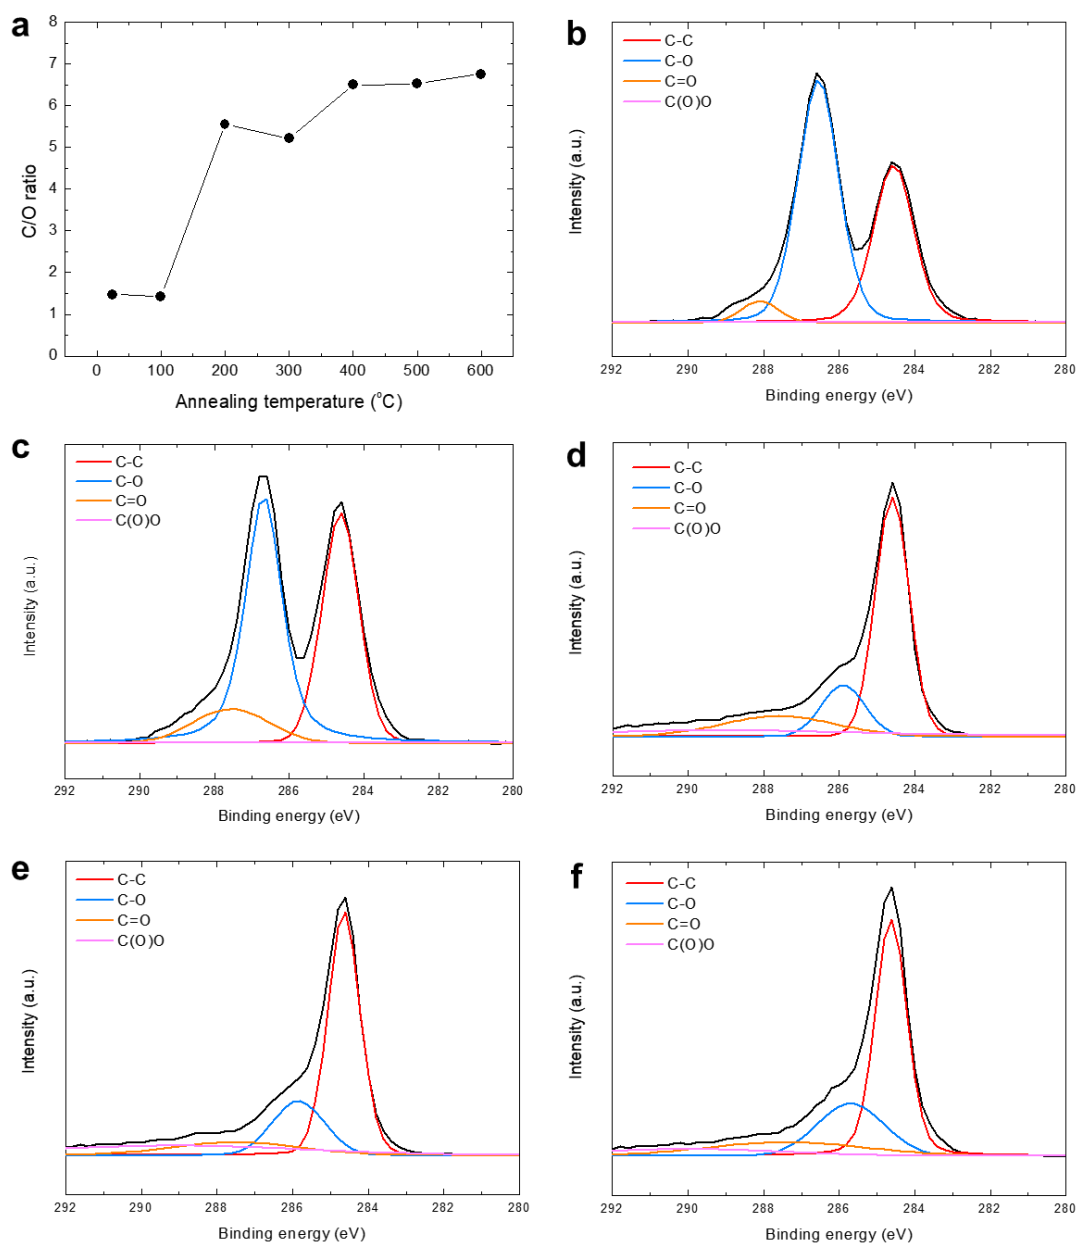 a
8
7
6
5
4
3
2
1
0
C/O ratio
0 100 200 300 400 500 600
Annealing temperature (°C)
b
C-C
C-O
C=O
C(O)O
Intensity (a.u.)
292 290 288 286 284 282 280
Binding energy (eV)
c
C-C
C-O
C=O
C(O)O
Intensity (a.u.)
292 290 288 286 284 282 280
Binding energy (eV)
d
C-C
C-O
C=O
C(O)O
Intensity (a.u.)
292 290 288 286 284 282 280
Binding energy (eV)
e
C-C
C-O
C=O
C(O)O
Intensity (a.u.)
292 290 288 286 284 282 280
Binding energy (eV)
f
C-C
C-O
C=O
C(O)O
Intensity (a.u.)
292 290 288 286 284 282 280
Binding energy (eV)